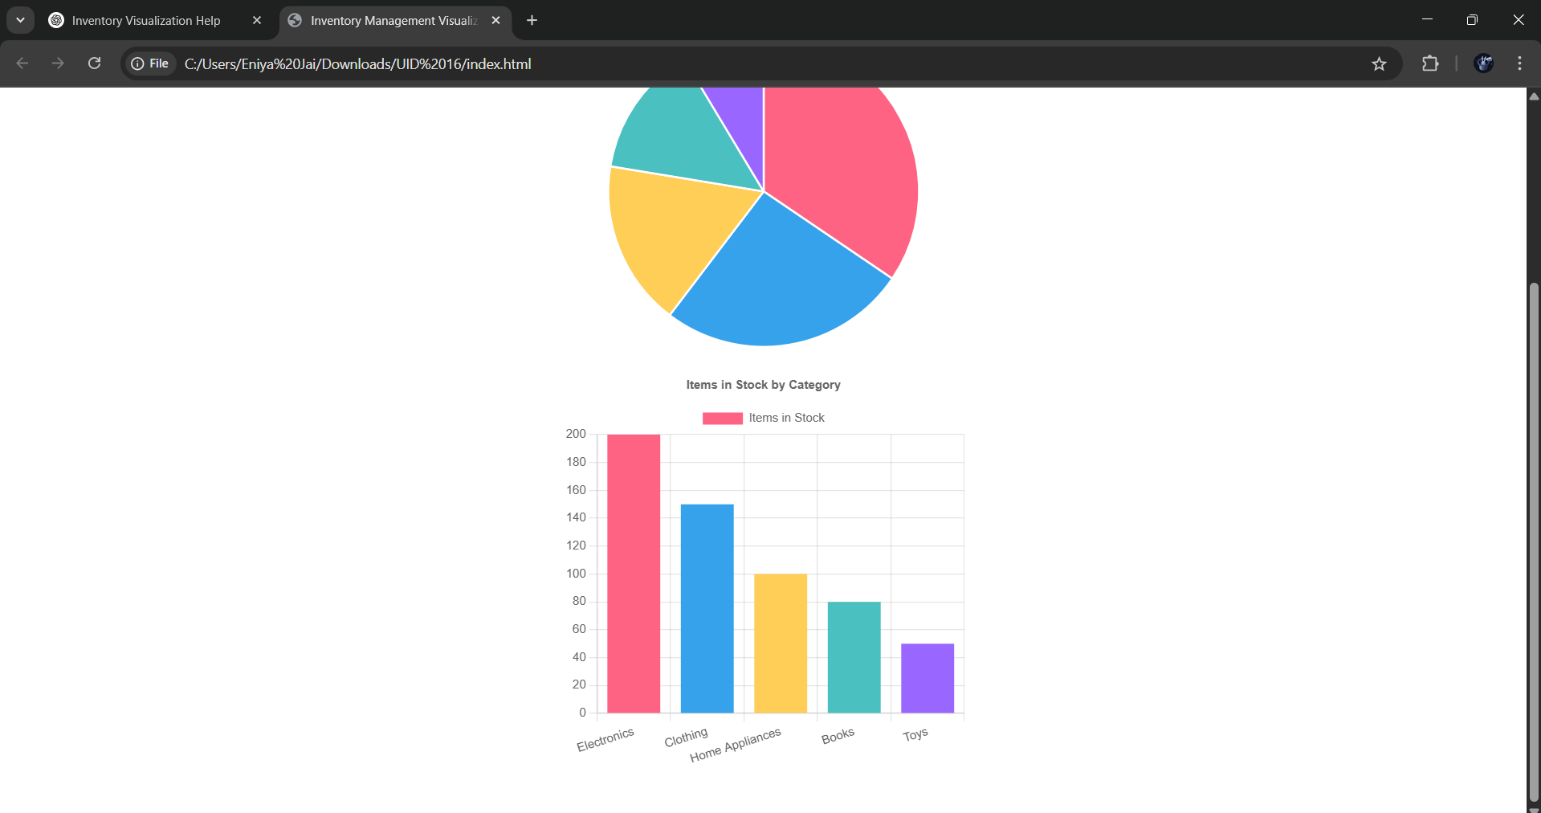 Inventory Visualization Help
Inventory Management Visualiz
File
C:/Users/Eniya%20Jai/Downloads/UID%2016/index.html
Items in Stock by Category
Items in Stock
200
180
160
140
120
100
80
60
40
20
0
Electronics
Clothing
Home Appliances
Books
Toys